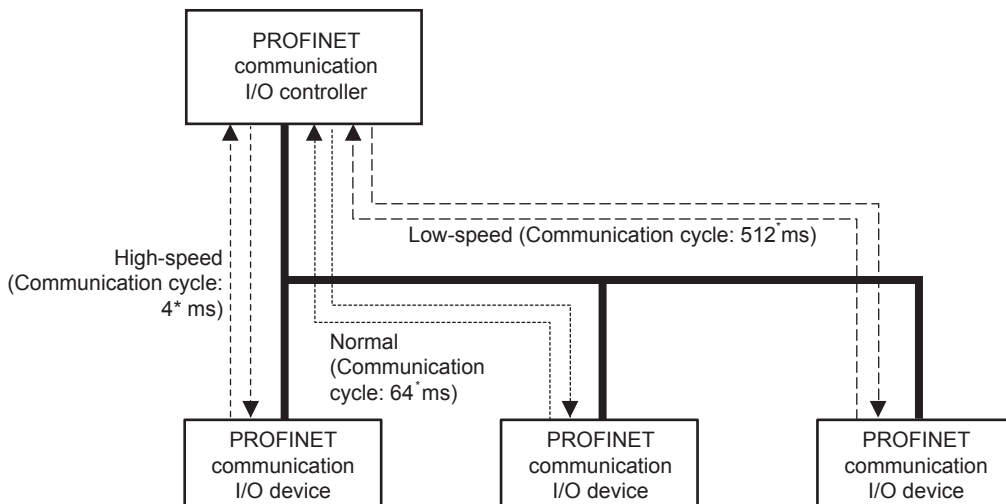 PROFINET
communication
I/O controller
Low-speed (Communication cycle: 512*ms)
High-speed
(Communication cycle:
4* ms)
Normal
(Communication
cycle: 64*ms)
PROFINET
communication
I/O device
PROFINET
communication
I/O device
PROFINET
communication
I/O device